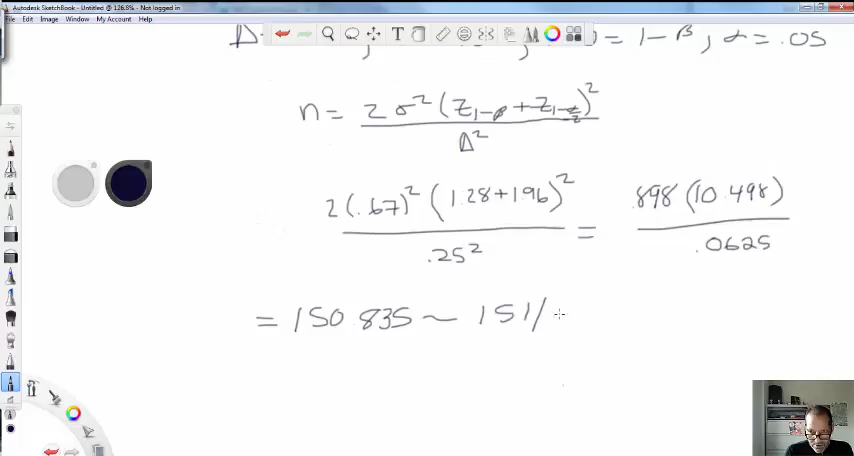 Autodesk SketchBook - Untitled @ 126.8% - Not logged in
File Edit Image Window My Account Help
= 1 - β , α = .05
n = 2σ² (Z1-β + Z1-α/2)² / Δ²
2(.67)² (1.28+1.96)² / .25² = .898 (10.498) / .0625
= 150.835 ~ 151/